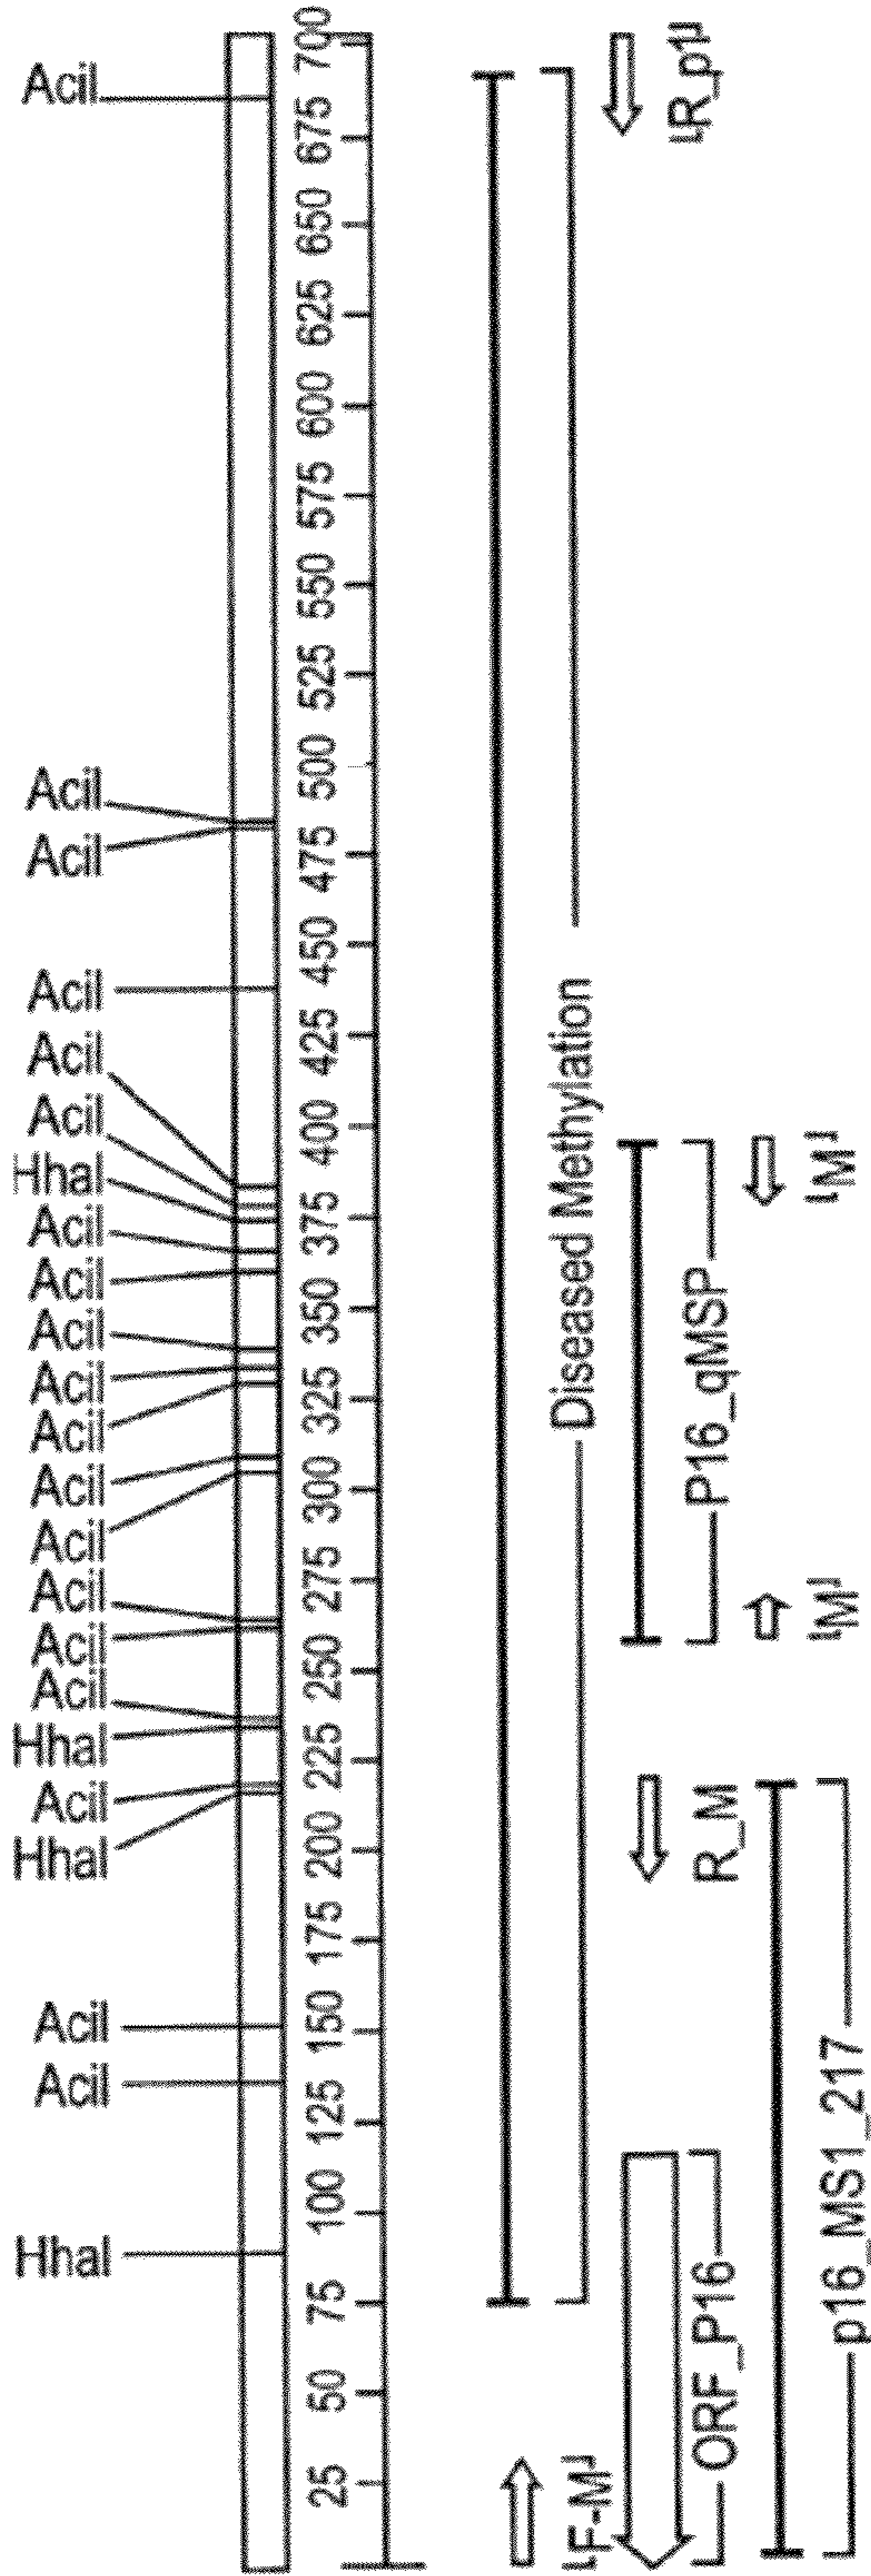 AciI
AciI
AciI
AciI
AciI
AciI
HhaI
AciI
AciI
AciI
AciI
AciI
AciI
AciI
AciI
AciI
AciI
HhaI
AciI
HhaI
AciI
AciI
HhaI
25 50 75 100 125 150 175 200 225 250 275 300 325 350 375 400 425 450 475 500 525 550 575 600 625 650 675 700
Diseased Methylation
F-M
R_p1
ORF_P16
R_M
P16_qMSP
M
M
p16_MS1_217